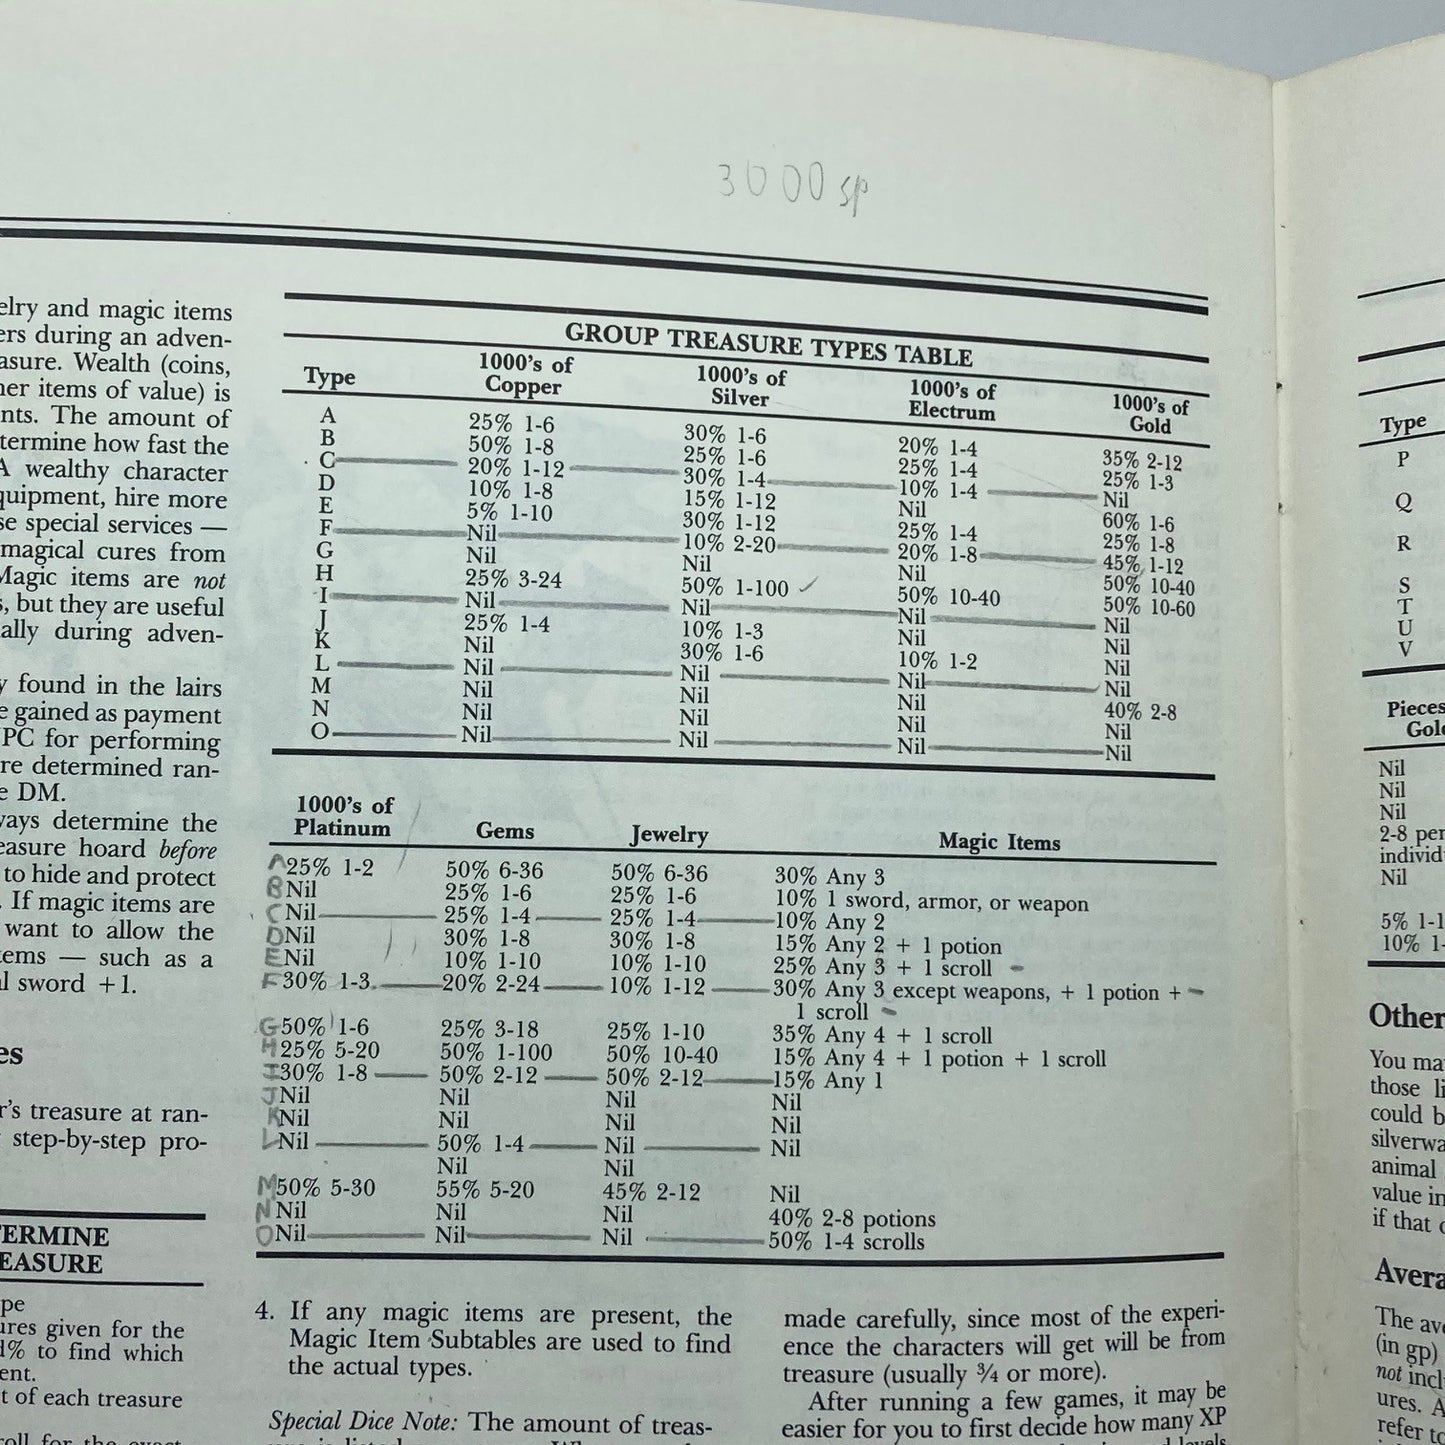 3000 sp
elry and magic items
ers during an adven-
asure. Wealth (coins,
her items of value) is
nts. The amount of
termine how fast the
A wealthy character
quipment, hire more
se special services —
magical cures from
Magic items are not
s, but they are useful
ally during adven-
y found in the lairs
e gained as payment
PC for performing
re determined ran-
e DM.
ways determine the
easure hoard before
to hide and protect
. If magic items are
want to allow the
tems — such as a
al sword +1.
es
r's treasure at ran-
step-by-step pro-
TERMINE
EASURE
pe
ures given for the
d% to find which
ent.
t of each treasure
GROUP TREASURE TYPES TABLE
Type 1000's of Copper 1000's of Silver 1000's of Electrum 1000's of Gold
A 25% 1-6 30% 1-6 20% 1-4 35% 2-12
B 50% 1-8 25% 1-6 25% 1-4 25% 1-3
C 20% 1-12 30% 1-4 10% 1-4 Nil
D 10% 1-8 15% 1-12 Nil 60% 1-6
E 5% 1-10 30% 1-12 25% 1-4 25% 1-8
F Nil 10% 2-20 20% 1-8 45% 1-12
G Nil Nil Nil 50% 10-40
H 25% 3-24 50% 1-100 50% 10-40 50% 10-60
I Nil Nil Nil Nil
J 25% 1-4 10% 1-3 Nil Nil
K Nil 30% 1-6 10% 1-2 Nil
L Nil Nil Nil Nil
M Nil Nil Nil 40% 2-8
N Nil Nil Nil Nil
O Nil Nil Nil Nil
1000's of Platinum Gems Jewelry Magic Items
A 25% 1-2 50% 6-36 50% 6-36 30% Any 3
B Nil 25% 1-6 25% 1-6 10% 1 sword, armor, or weapon
C Nil 25% 1-4 25% 1-4 10% Any 2
D Nil 30% 1-8 30% 1-8 15% Any 2 + 1 potion
E Nil 10% 1-10 10% 1-10 25% Any 3 + 1 scroll
F 30% 1-3 20% 2-24 10% 1-12 30% Any 3 except weapons, + 1 potion +
1 scroll
G 50% 1-6 25% 3-18 25% 1-10 35% Any 4 + 1 scroll
H 25% 5-20 50% 1-100 50% 10-40 15% Any 4 + 1 potion + 1 scroll
I 30% 1-8 50% 2-12 50% 2-12 15% Any 1
J Nil Nil Nil Nil
K Nil Nil Nil Nil
L Nil 50% 1-4 Nil Nil
Nil Nil
M 50% 5-30 55% 5-20 45% 2-12 Nil
N Nil Nil Nil 40% 2-8 potions
O Nil Nil Nil 50% 1-4 scrolls
4. If any magic items are present, the
Magic Item Subtables are used to find
the actual types.
Special Dice Note: The amount of treas-
made carefully, since most of the experi-
ence the characters will get will be from
treasure (usually ¾ or more).
After running a few games, it may be
easier for you to first decide how many XP
Type
P
Q
R
S
T
U
V
Pieces
Gol
Nil
Nil
Nil
2-8 per
individ
Nil
5% 1-1
10% 1-
Other
You ma
those li
could b
silverwa
animal
value in
if that
Avera
The av
(in gp)
not incl
ures. A
refer to